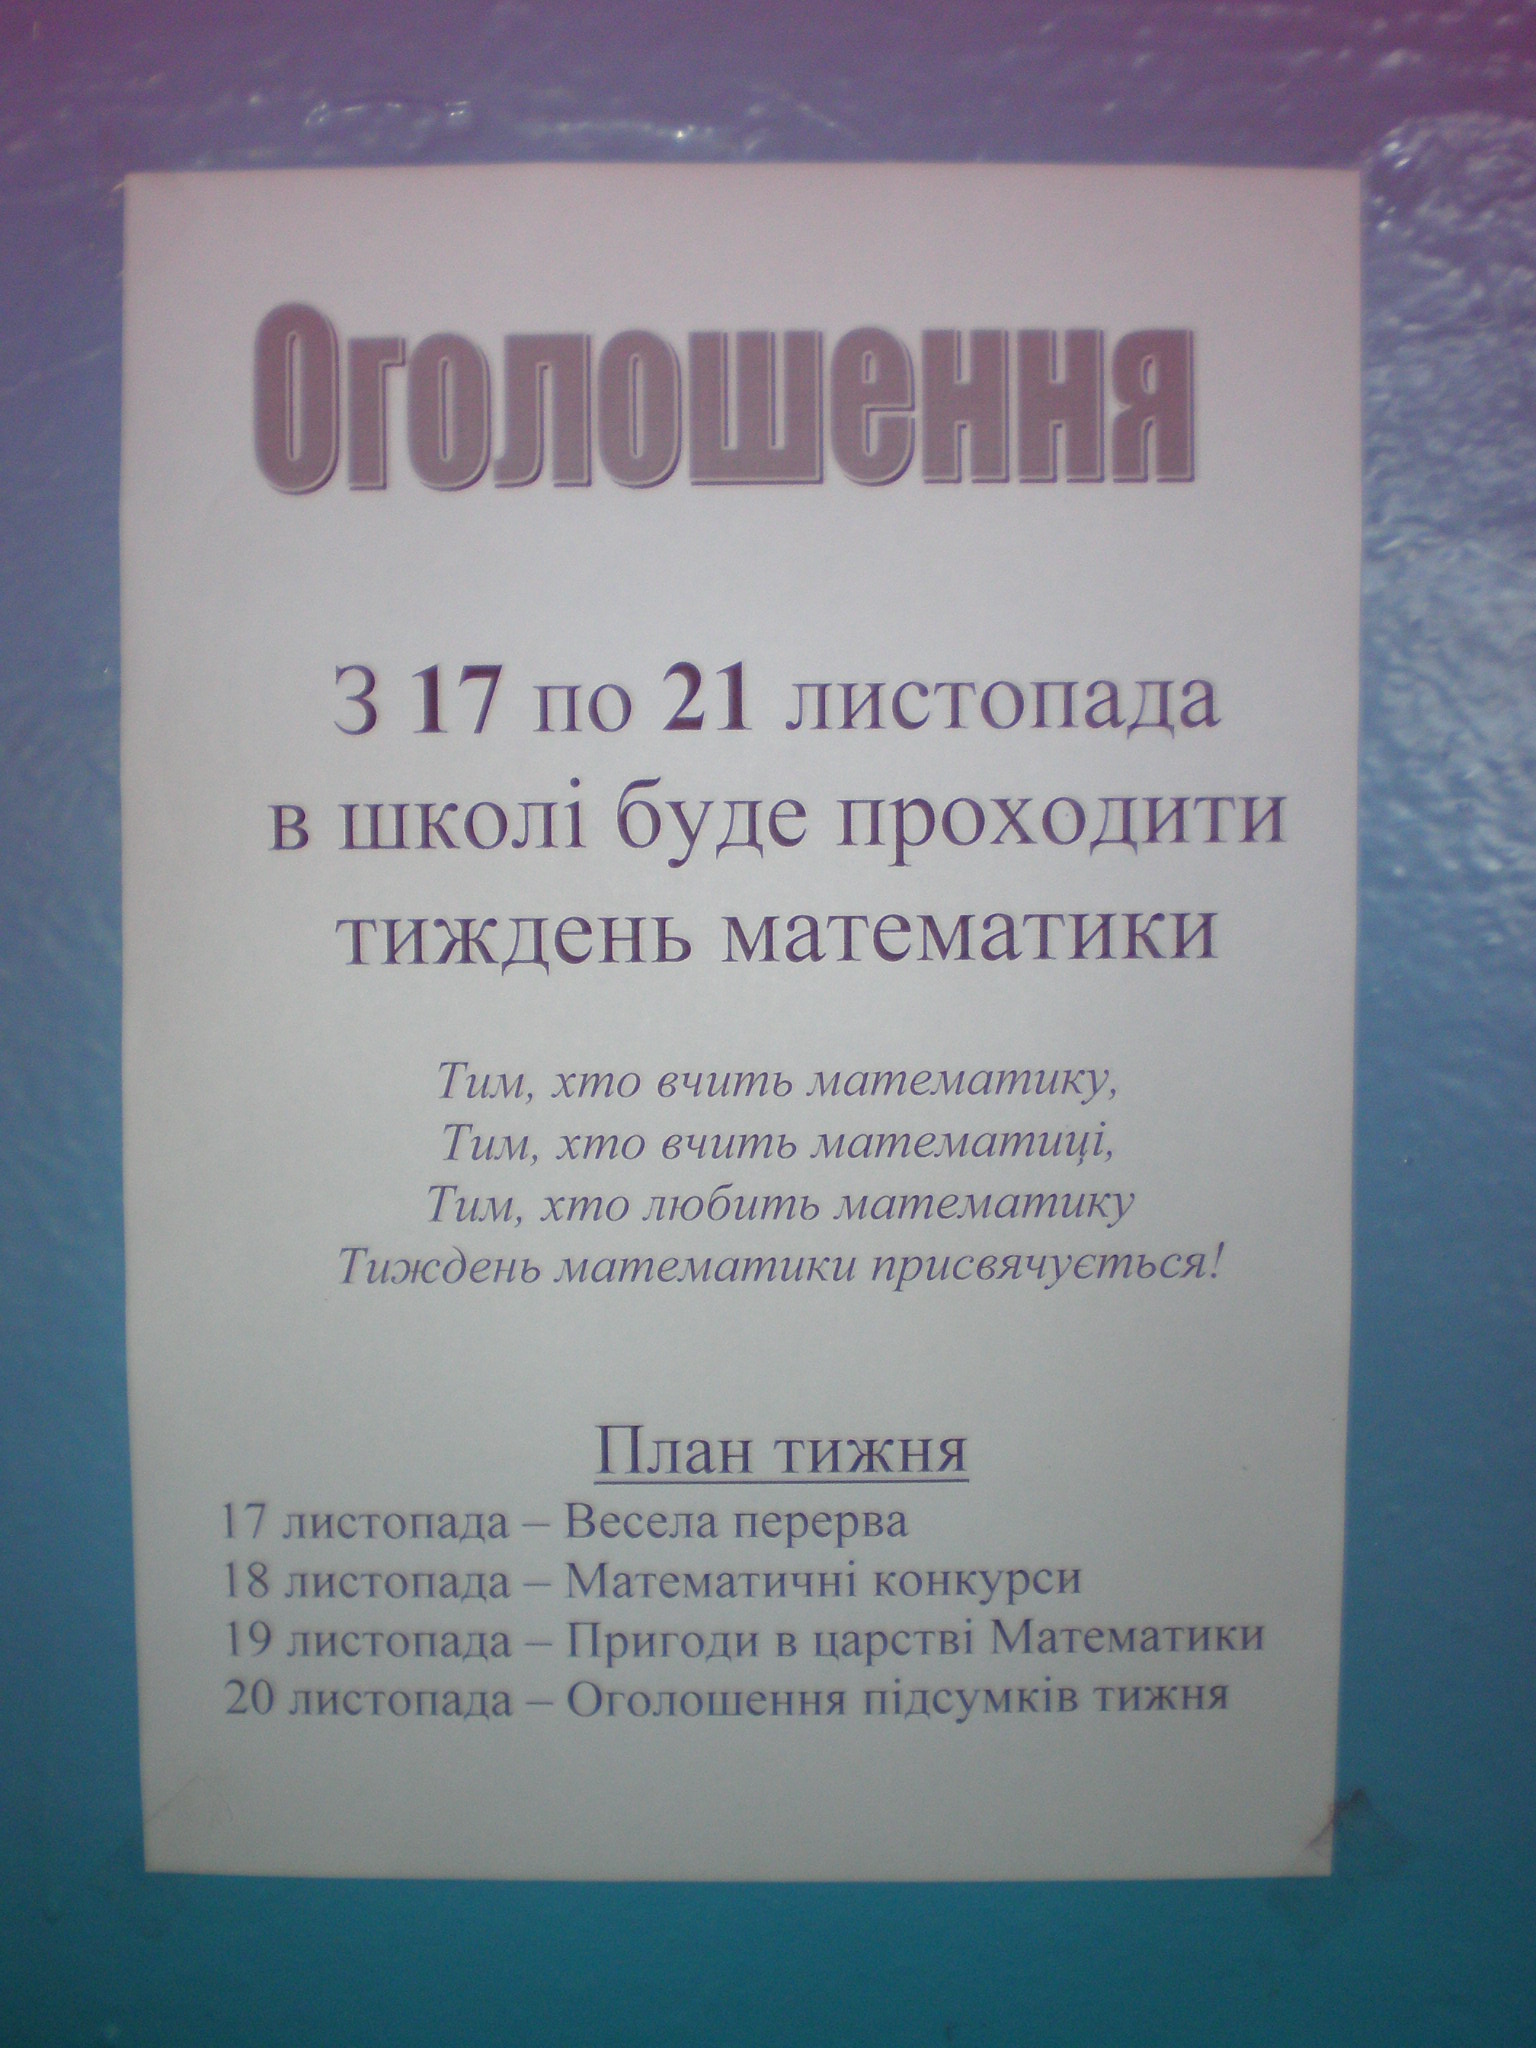 Оголошення
З 17 по 21 листопада
в школі буде проходити
тиждень математики
Тим, хто вчить математику,
Тим, хто вчить математиці,
Тим, хто любить математику
Тиждень математики присвячується!
План тижня
17 листопада – Весела перерва
18 листопада – Математичні конкурси
19 листопада – Пригоди в царстві Математики
20 листопада – Оголошення підсумків тижня